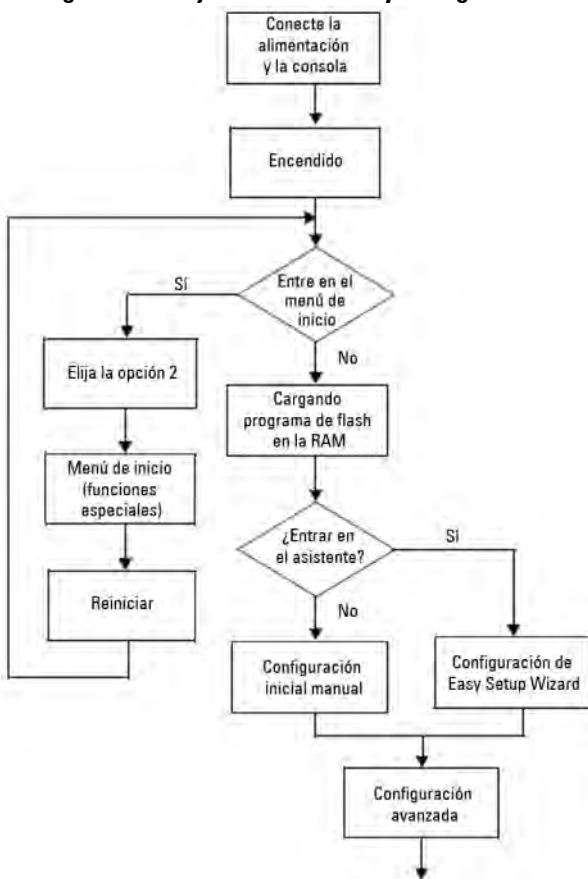 Conecte la
alimentación
y la consola
Encendido
Entre en el
menú de
inicio
Sí
No
Elija la opción 2
Cargando
programa de flash
en la RAM
Menú de inicio
(funciones
especiales)
¿Entrar en
el asistente?
Sí
No
Reiniciar
Configuración
inicial manual
Configuración de
Easy Setup Wizard
Configuración
avanzada